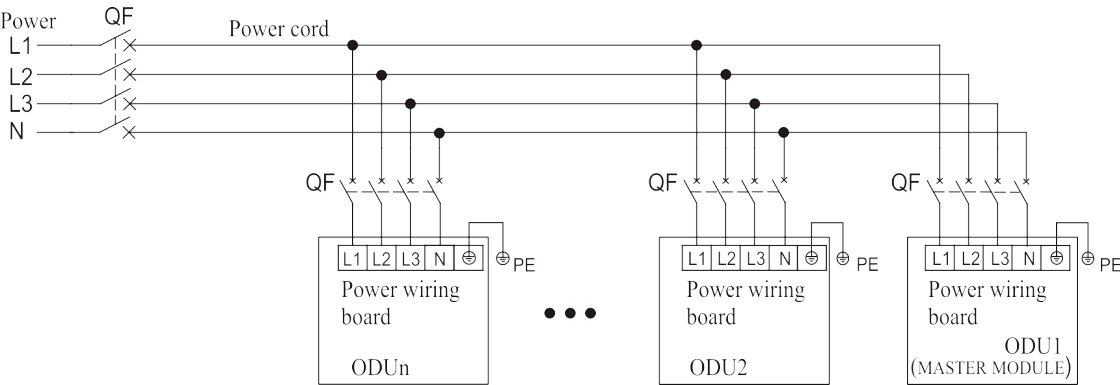 Power QF
L1 Power cord
L2
L3
N
QF QF QF
L1 L2 L3 N PE L1 L2 L3 N PE L1 L2 L3 N PE
Power wiring
board
ODUn
Power wiring
board
ODU2
Power wiring
board
ODU1
(MASTER MODULE)